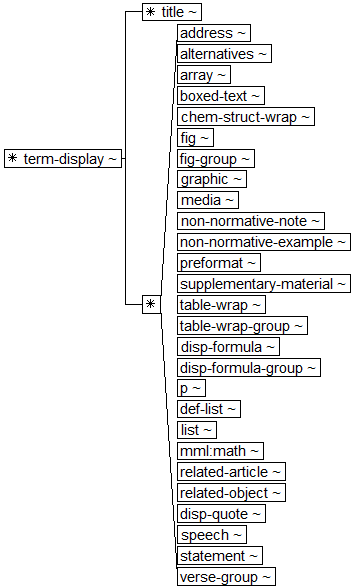 * title ~
address ~
alternatives ~
array ~
boxed-text ~
chem-struct-wrap ~
fig ~
* term-display ~
fig-group ~
graphic ~
media ~
non-normative-note ~
non-normative-example ~
preformat ~
supplementary-material ~
*
table-wrap ~
table-wrap-group ~
disp-formula ~
disp-formula-group ~
p ~
def-list ~
list ~
mml:math ~
related-article ~
related-object ~
disp-quote ~
speech ~
statement ~
verse-group ~